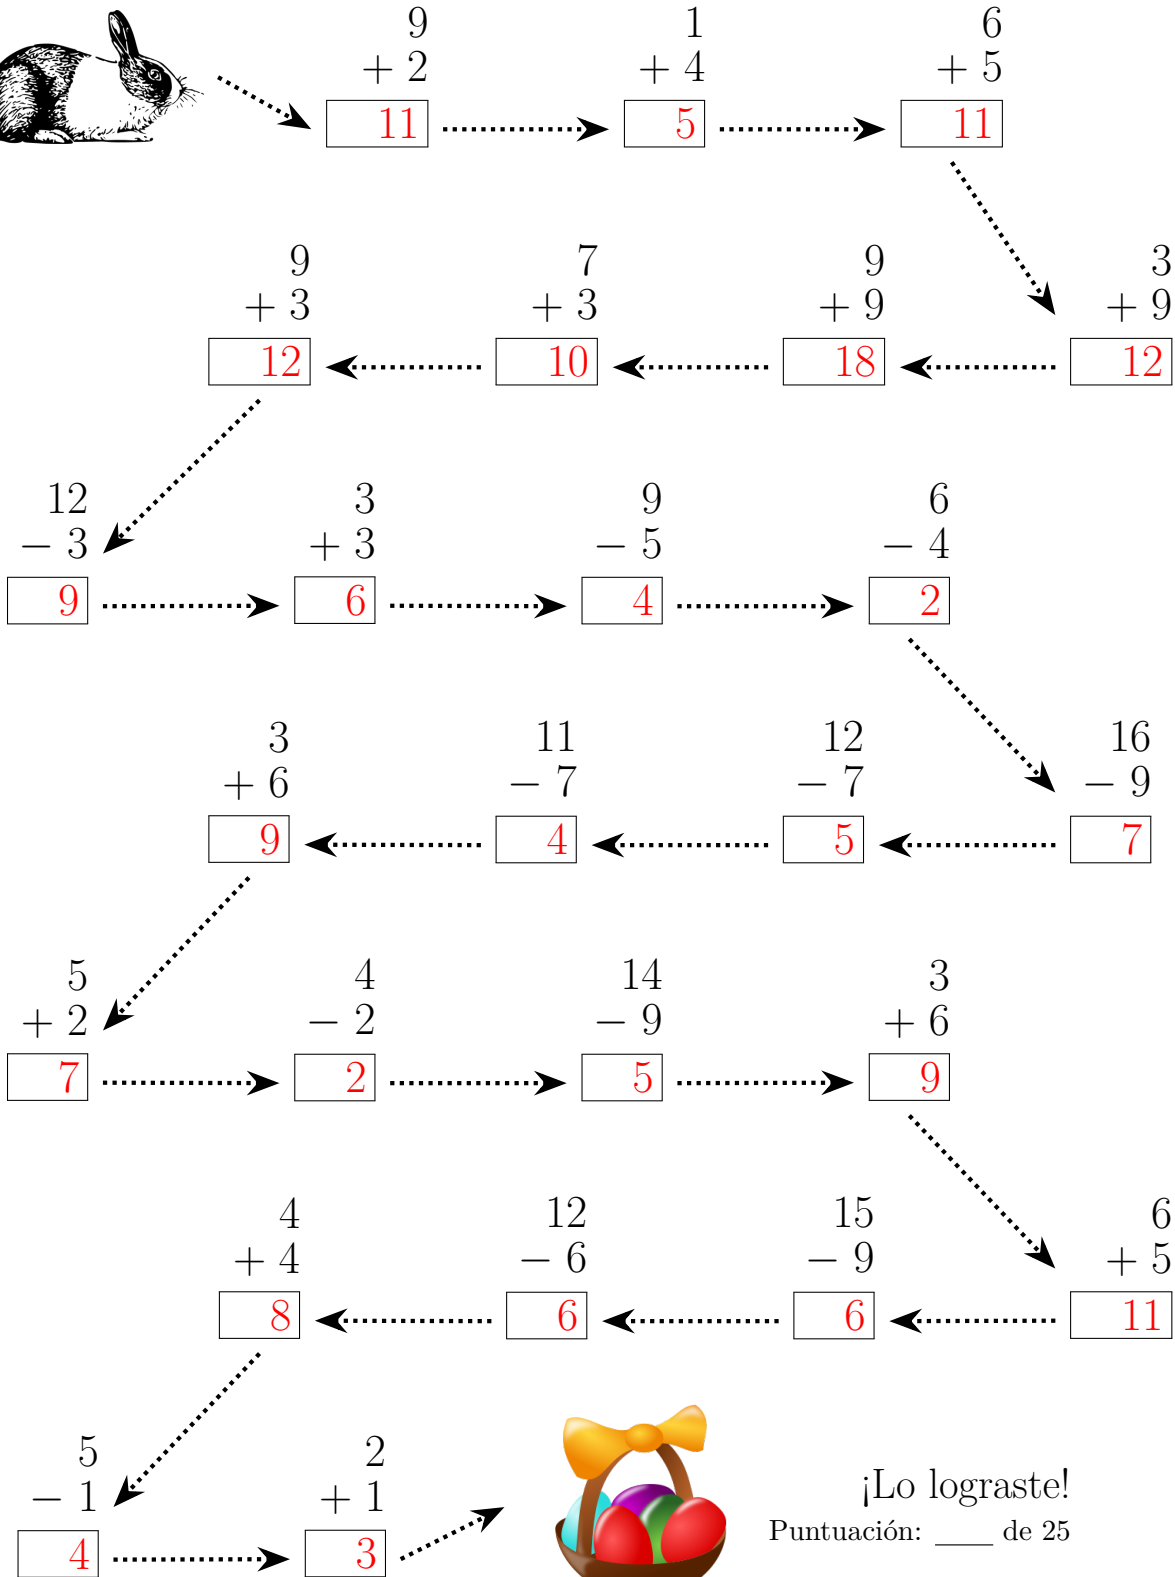 9 1 6
+ 2 + 4 + 5
11 5 11
9 7 9 3
+ 3 + 3 + 9 + 9
12 10 18 12
12 3 9 6
− 3 + 3 − 5 − 4
9 6 4 2
3 11 12 16
+ 6 − 7 − 7 − 9
9 4 5 7
5 4 14 3
+ 2 − 2 − 9 + 6
7 2 5 9
4 12 15 6
+ 4 − 6 − 9 + 5
8 6 6 11
5 2
− 1 + 1
4 3
¡Lo lograste!
Puntuación: ____ de 25